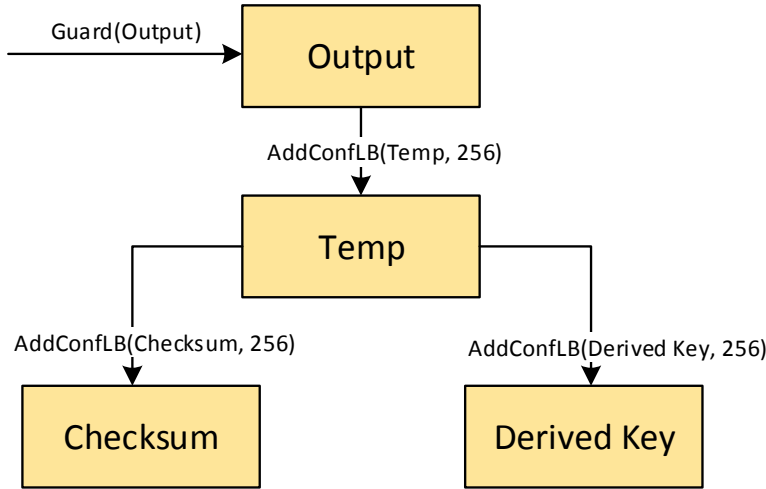 Guard(Output)
Output
AddConfLB(Temp, 256)
Temp
AddConfLB(Checksum, 256)
AddConfLB(Derived Key, 256)
Checksum
Derived Key